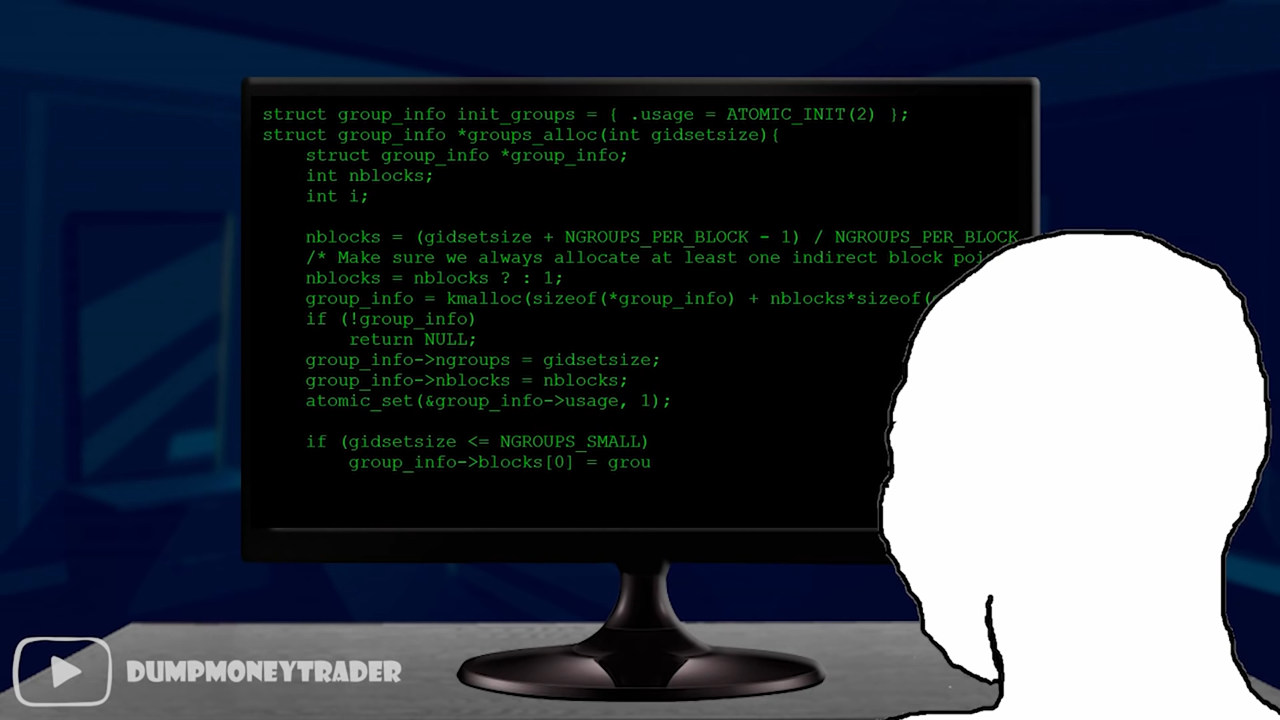 struct group_info init_groups = { .usage = ATOMIC_INIT(2) };
struct group_info *groups_alloc(int gidsetsize){
    struct group_info *group_info;
    int nblocks;
    int i;

    nblocks = (gidsetsize + NGROUPS_PER_BLOCK - 1) / NGROUPS_PER_BLOCK
    /* Make sure we always allocate at least one indirect block
    nblocks = nblocks ? : 1;
    group_info = kmalloc(sizeof(*group_info) + nblocks*sizeof(
    if (!group_info)
        return NULL;
    group_info->ngroups = gidsetsize;
    group_info->nblocks = nblocks;
    atomic_set(&group_info->usage, 1);

    if (gidsetsize <= NGROUPS_SMALL)
        group_info->blocks[0] = grou
DUMPMONEYTRADER